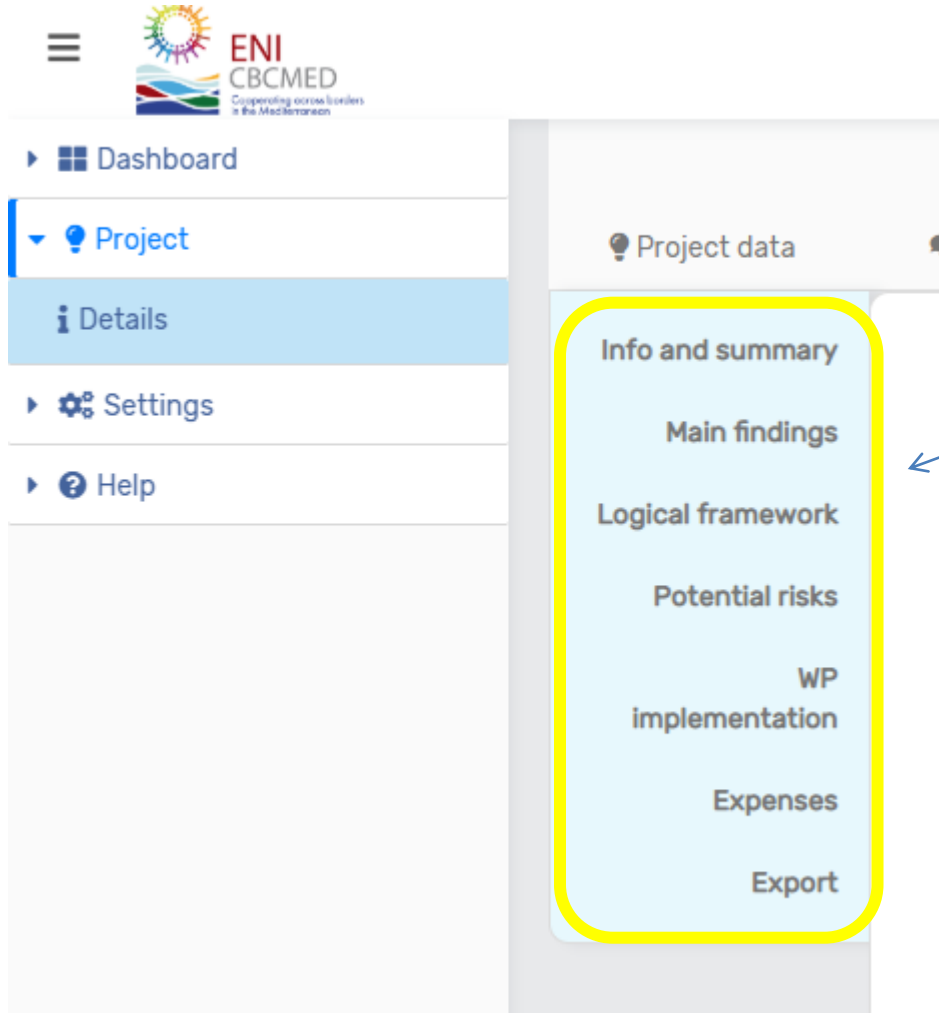 ENI
CBCMED
Cooperating across borders
in the Mediterranean
Dashboard
Project
Details
Settings
Help
Project data
Info and summary
Main findings
Logical framework
Potential risks
WP
implementation
Expenses
Export